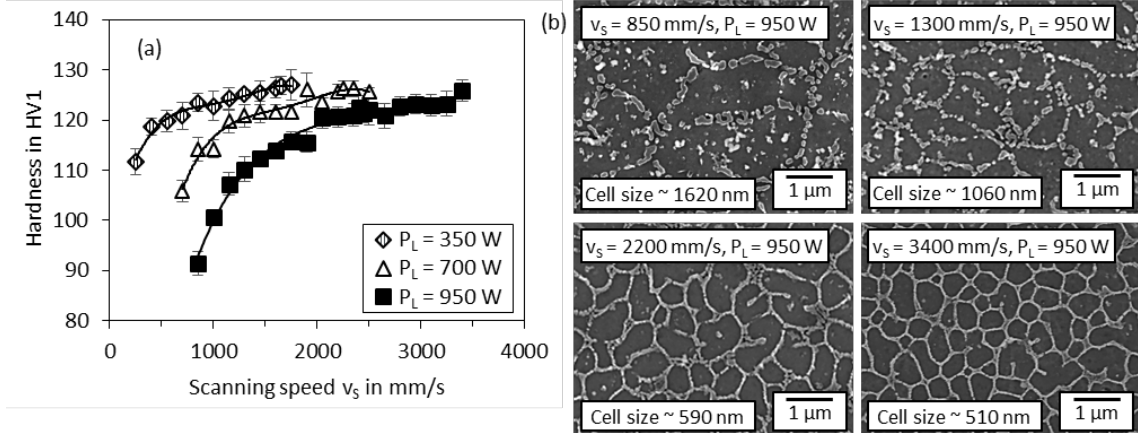 (a)
Hardness in HV1
130
120
110
100
90
80
0
1000
2000
3000
4000
Scanning speed vS in mm/s
PL = 350 W
PL = 700 W
PL = 950 W
(b)
vS = 850 mm/s, PL = 950 W
Cell size ~ 1620 nm
1 µm
vS = 1300 mm/s, PL = 950 W
Cell size ~ 1060 nm
1 µm
vS = 2200 mm/s, PL = 950 W
Cell size ~ 590 nm
1 µm
vS = 3400 mm/s, PL = 950 W
Cell size ~ 510 nm
1 µm